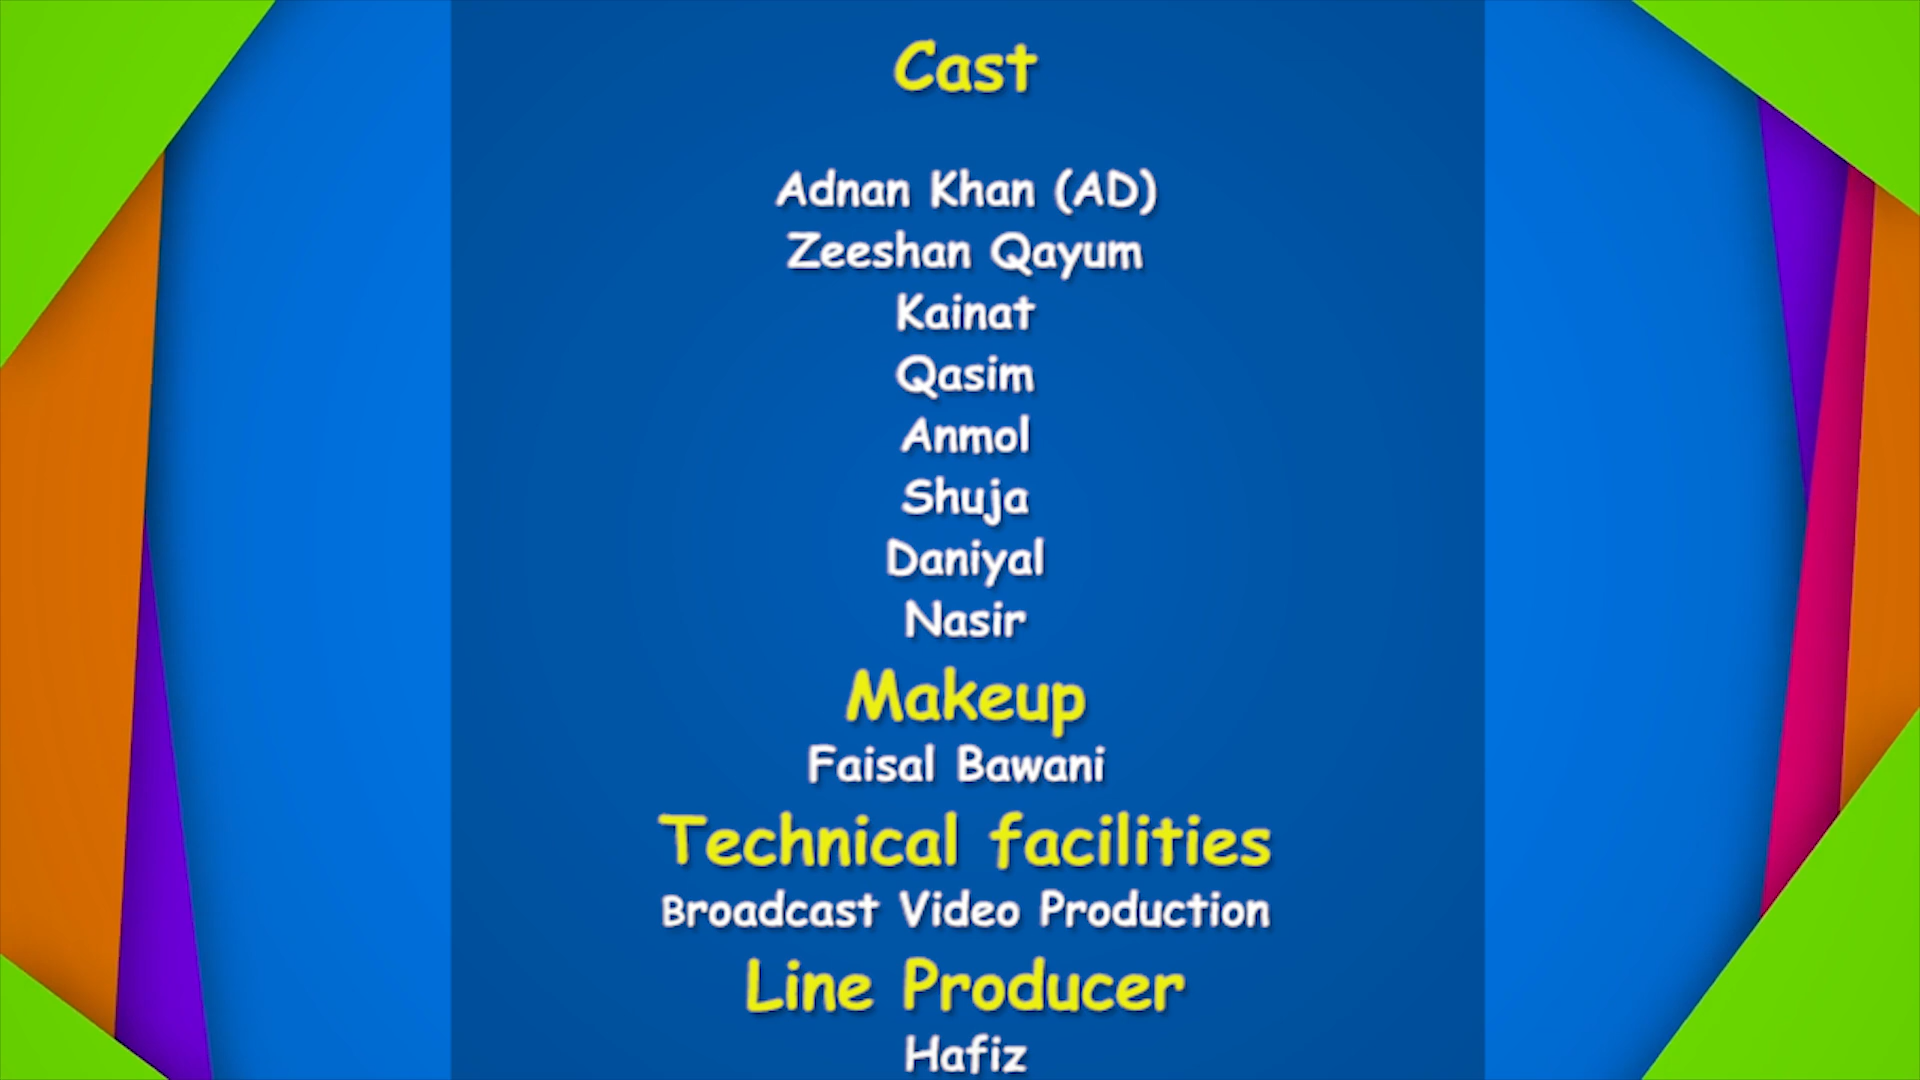 Cast
Adnan Khan (AD)
Zeeshan Qayum
Kainat
Qasim
Anmol
Shuja
Daniyal
Nasir
Makeup
Faisal Bawani
Technical facilities
Broadcast Video Production
Line Producer
Hafiz